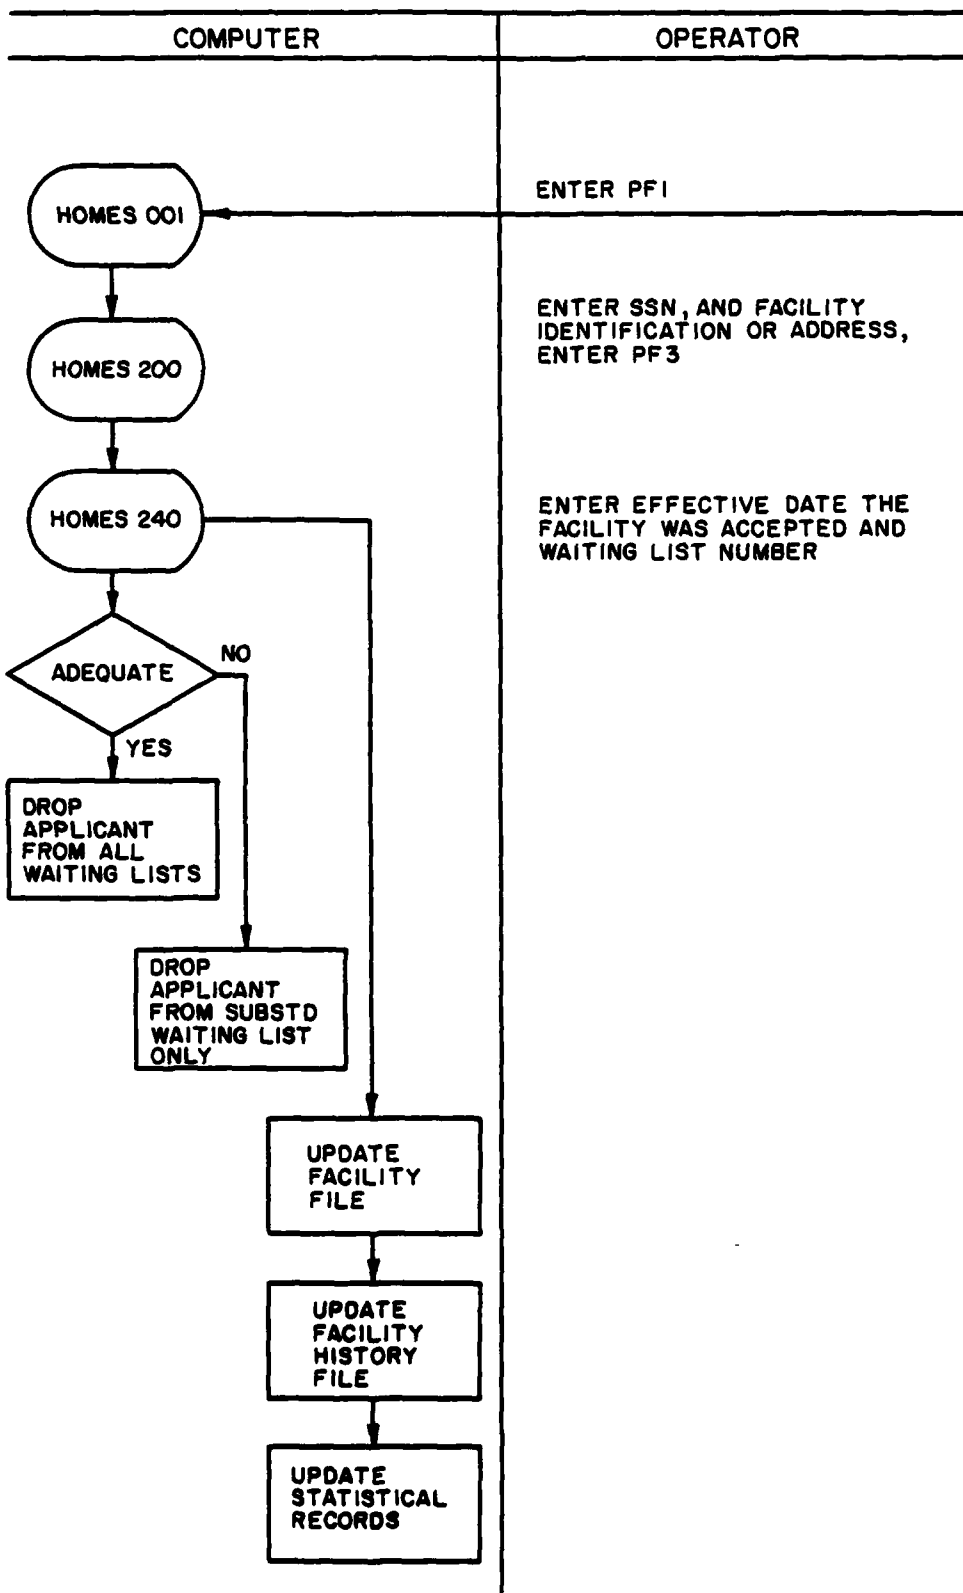 COMPUTER
OPERATOR
ENTER PF1
HOMES 001
ENTER SSN, AND FACILITY
IDENTIFICATION OR ADDRESS,
ENTER PF3
HOMES 200
HOMES 240
ENTER EFFECTIVE DATE THE
FACILITY WAS ACCEPTED AND
WAITING LIST NUMBER
ADEQUATE
NO
YES
DROP
APPLICANT
FROM ALL
WAITING LISTS
DROP
APPLICANT
FROM SUBSTD
WAITING LIST
ONLY
UPDATE
FACILITY
FILE
UPDATE
FACILITY
HISTORY
FILE
UPDATE
STATISTICAL
RECORDS